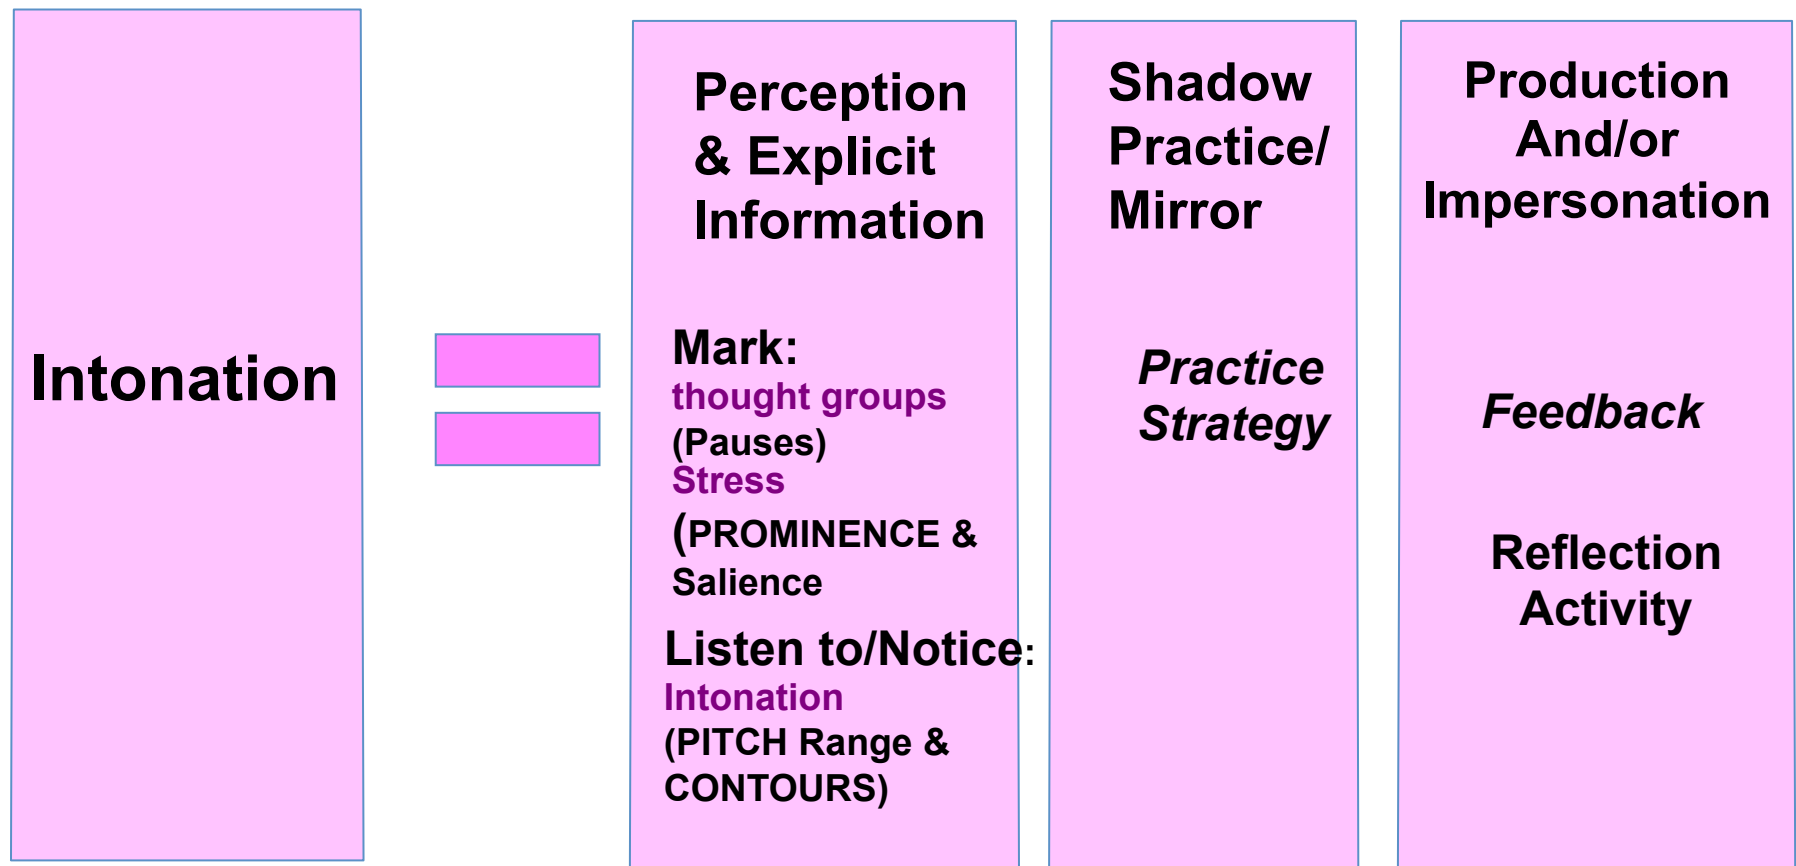 Intonation
Perception
& Explicit
Information
Mark:
thought groups
(Pauses)
Stress
(PROMINENCE &
Salience
Listen to/Notice:
Intonation
(PITCH Range &
CONTOURS)
Shadow
Practice/
Mirror
Practice
Strategy
Production
And/or
Impersonation
Feedback
Reflection
Activity